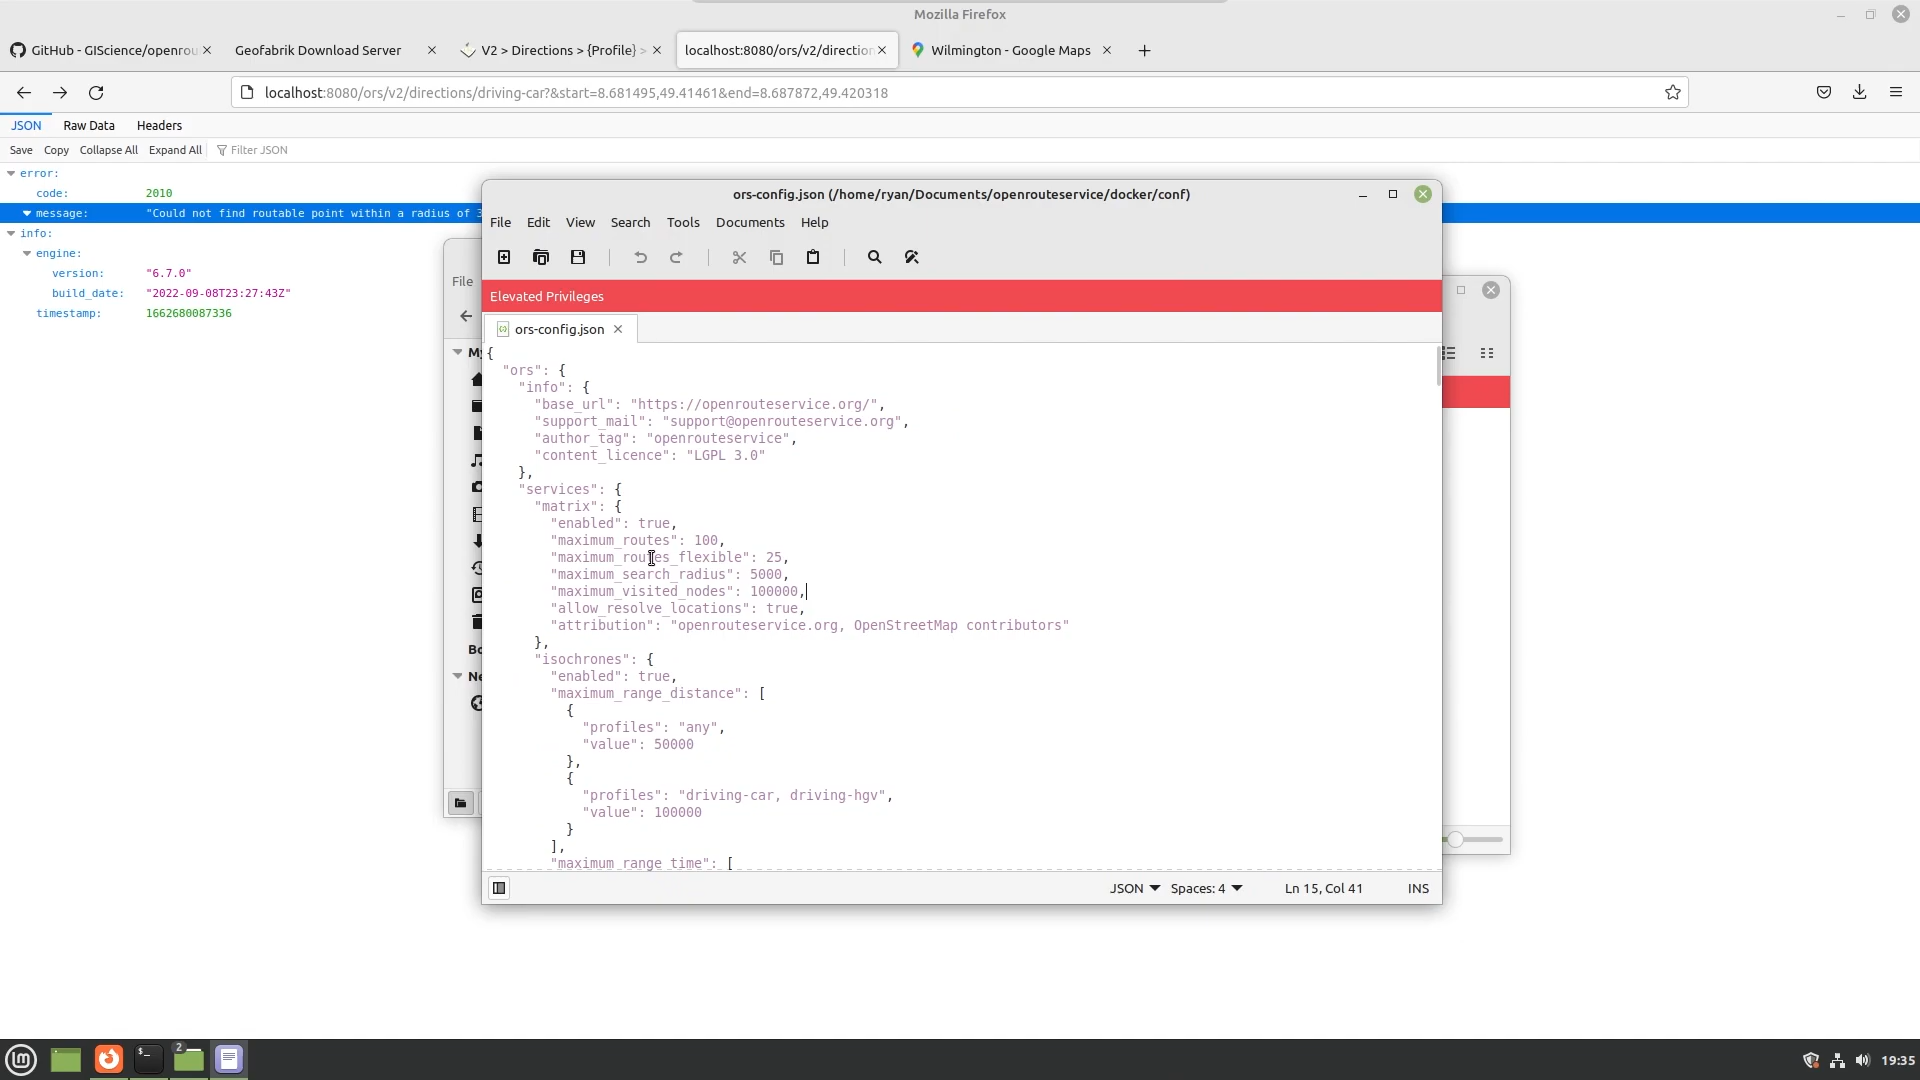 Mozilla Firefox
GitHub - GIScience/openrou
Geofabrik Download Server
V2 > Directions > {Profile} >
localhost:8080/ors/v2/direction
Wilmington - Google Maps
localhost:8080/ors/v2/directions/driving-car?&start=8.681495,49.41461&end=8.687872,49.420318
JSON Raw Data Headers
Save Copy Collapse All Expand All Filter JSON
error:
code: 2010
message: "Could not find routable point within a radius of 3
info:
engine:
version: "6.7.0"
build_date: "2022-09-08T23:27:43Z"
timestamp: 1662680087336
File
My
Bo
Ne
ors-config.json (/home/ryan/Documents/openrouteservice/docker/conf)
File Edit View Search Tools Documents Help
Elevated Privileges
ors-config.json
{
"ors": {
"info": {
"base_url": "https://openrouteservice.org/",
"support_mail": "support@openrouteservice.org",
"author_tag": "openrouteservice",
"content_licence": "LGPL 3.0"
},
"services": {
"matrix": {
"enabled": true,
"maximum_routes": 100,
"maximum_routes_flexible": 25,
"maximum_search_radius": 5000,
"maximum_visited_nodes": 100000,
"allow_resolve_locations": true,
"attribution": "openrouteservice.org, OpenStreetMap contributors"
},
"isochrones": {
"enabled": true,
"maximum_range_distance": [
{
"profiles": "any",
"value": 50000
},
{
"profiles": "driving-car, driving-hgv",
"value": 100000
}
],
"maximum_range_time": [
JSON Spaces: 4 Ln 15, Col 41 INS
2
19:35